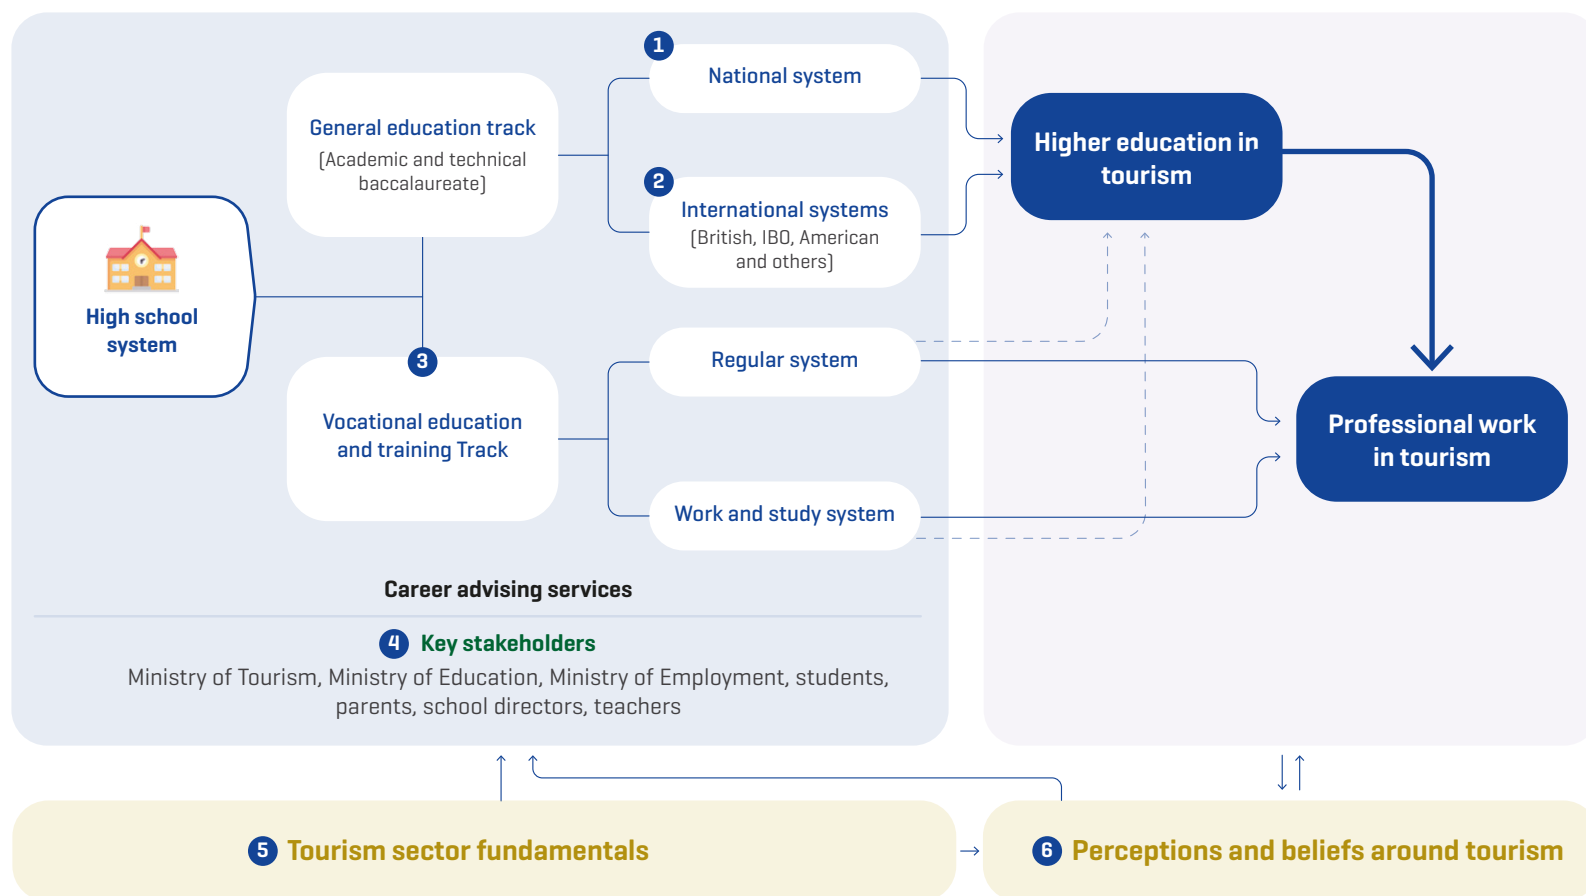 1
National system
General education track
(Academic and technical
baccalaureate)
2
International systems
(British, IBO, American
and others)
Higher education in
tourism
High school
system
3
Vocational education
and training Track
Regular system
Work and study system
Professional work
in tourism
Career advising services
4 Key stakeholders
Ministry of Tourism, Ministry of Education, Ministry of Employment, students,
parents, school directors, teachers
5 Tourism sector fundamentals
6 Perceptions and beliefs around tourism